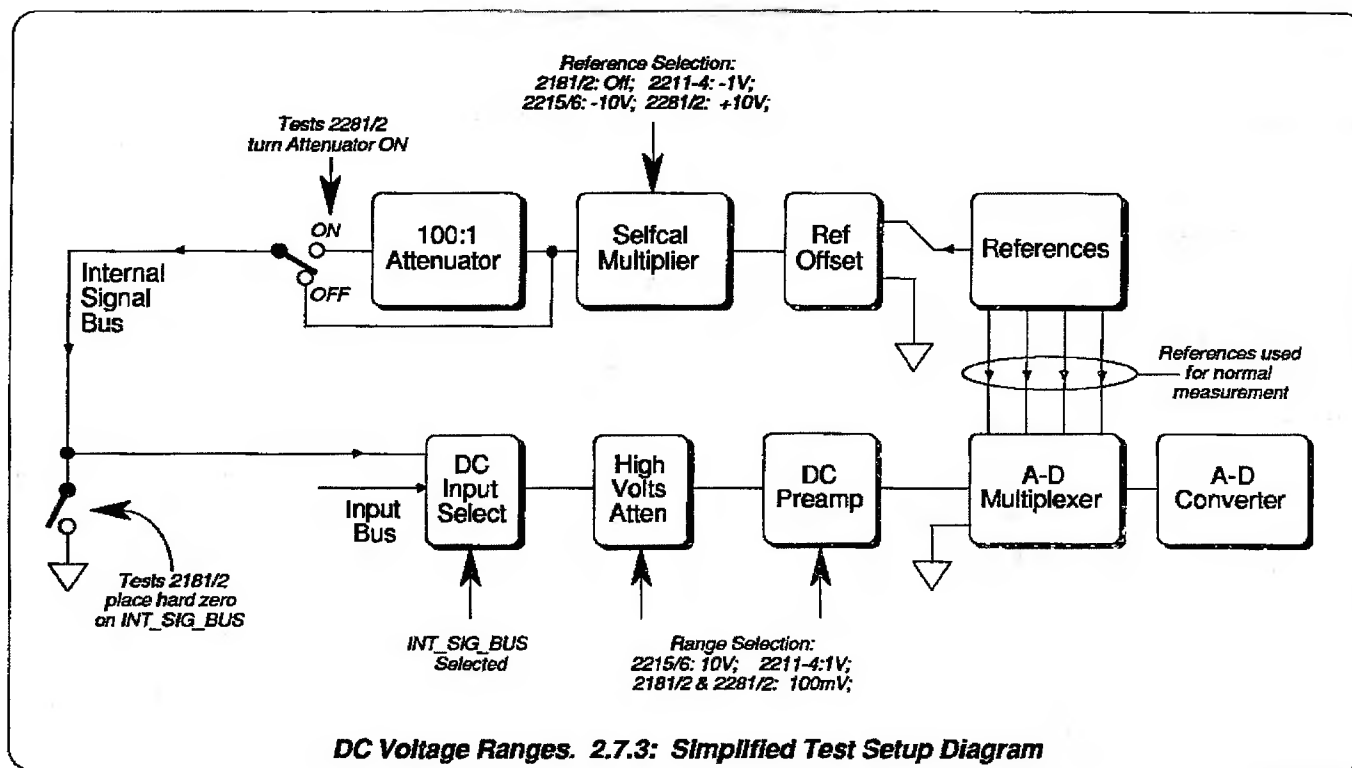 Reference Selection:
2181/2: Off; 2211-4: -1V;
2215/6: -10V; 2281/2: +10V;
Tests 2281/2
turn Attenuator ON
ON
OFF
100:1
Attenuator
Selfcal
Multiplier
Ref
Offset
References
Internal
Signal
Bus
References used
for normal
measurement
DC
Input
Select
High
Volts
Atten
DC
Preamp
A-D
Multiplexer
A-D
Converter
Input
Bus
Tests 2181/2
place hard zero
on INT_SIG_BUS
INT_SIG_BUS
Selected
Range Selection:
2215/6: 10V; 2211-4:1V;
2181/2 & 2281/2: 100mV;
DC Voltage Ranges. 2.7.3: Simplified Test Setup Diagram